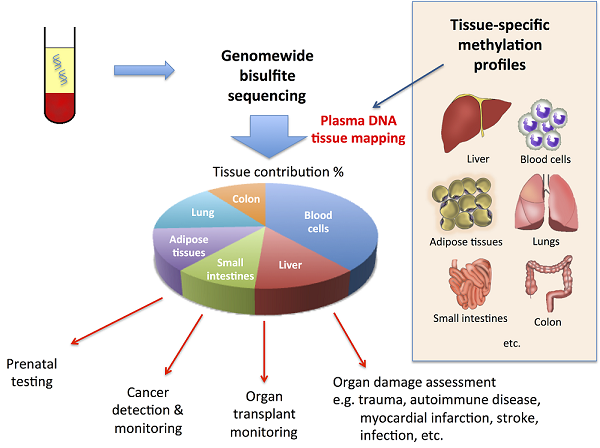 Genomewide
bisulfite
sequencing
Tissue-specific
methylation
profiles
Plasma DNA
tissue mapping
Liver
Blood cells
Adipose tissues
Lungs
Small intestines
Colon
etc.
Tissue contribution %
Colon
Blood
cells
Lung
Adipose
tissues
Small
intestines
Liver
Prenatal
testing
Cancer
detection &
monitoring
Organ
transplant
monitoring
Organ damage assessment
e.g. trauma, autoimmune disease,
myocardial infarction, stroke,
infection, etc.